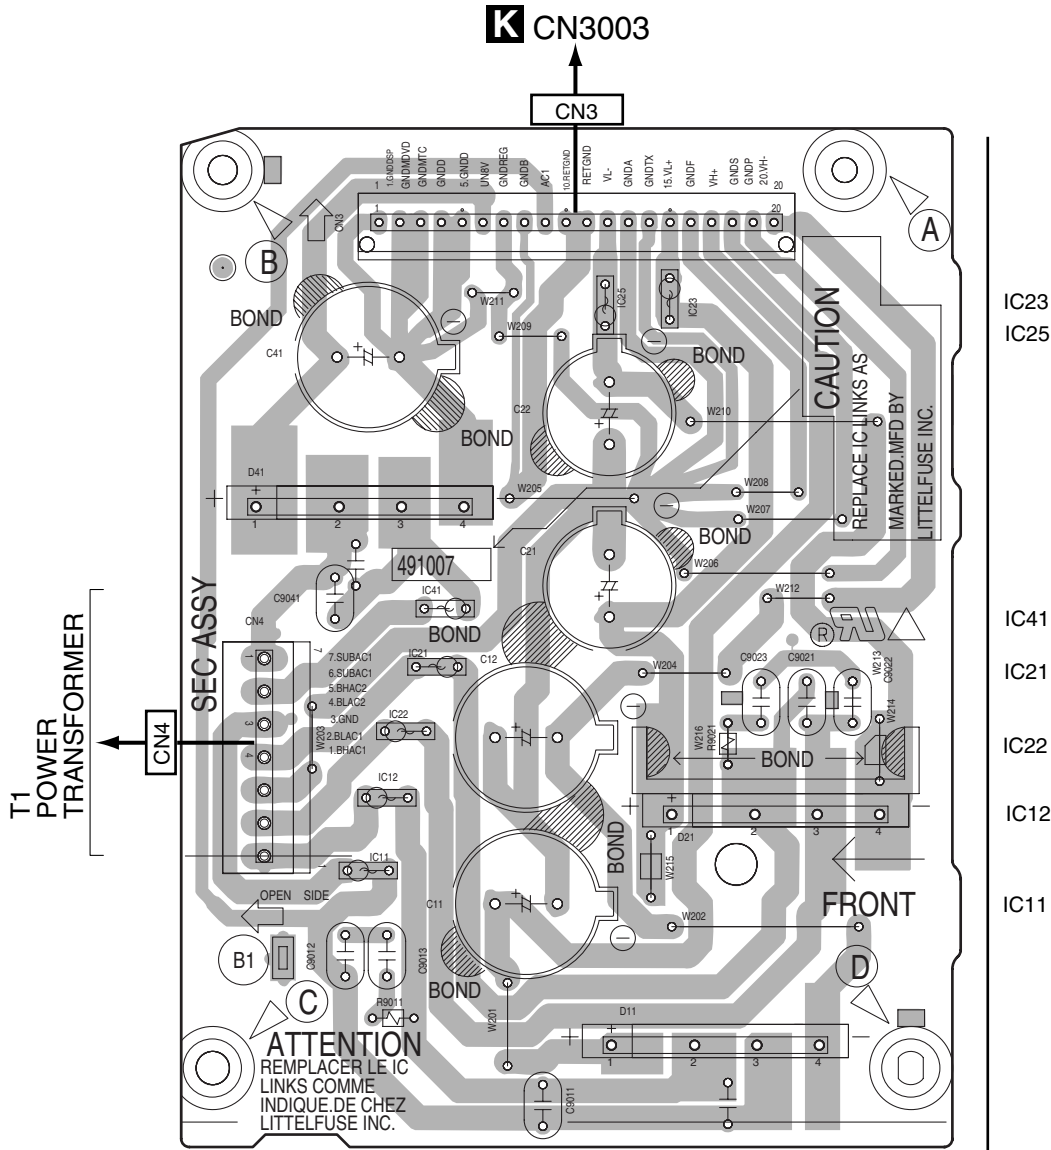 K CN3003
CN3
1.GNDDSP
GNDMDVD
GNDMTC
GNDD
5.GNDD
UN8V
GNDREG
GNDB
AC1
10.RETGND
RETGND
VL-
GNDA
GNDTX
15.VL+
GNDF
VH+
GNDS
GNDP
20.VH-
1
20
1
20
CN3
A
B
BOND
C41
W211
W209
IC25
IC23
BOND
CAUTION
REPLACE IC LINKS AS
MARKED.MFD BY
LITTELFUSE INC.
IC23
IC25
C22
W210
BOND
D41
+
1 2 3 4
W205
W208
W207
BOND
C21
W206
491007
IC41
BOND
C9041
W212
R
SEC ASSY
CN4
1
3
4
7
7.SUBAC1
6.SUBAC1
5.BHAC2
4.BLAC2
3.GND
2.BLAC1
1.BHAC1
W203
IC21
C12
W204
C9023
C9021
W213
C9022
W214
IC41
IC21
IC22
W216
R9021
BOND
IC22
T1
POWER
TRANSFORMER
CN4
IC12
1 2 3 4
D21
IC12
BOND
W215
IC11
OPEN SIDE
C11
FRONT
IC11
W202
B1
C9012
C9013
D
C
BOND
R9011
W201
D11
1 2 3 4
ATTENTION
REMPLACER LE IC
LINKS COMME
INDIQUE.DE CHEZ
LITTELFUSE INC.
C9011